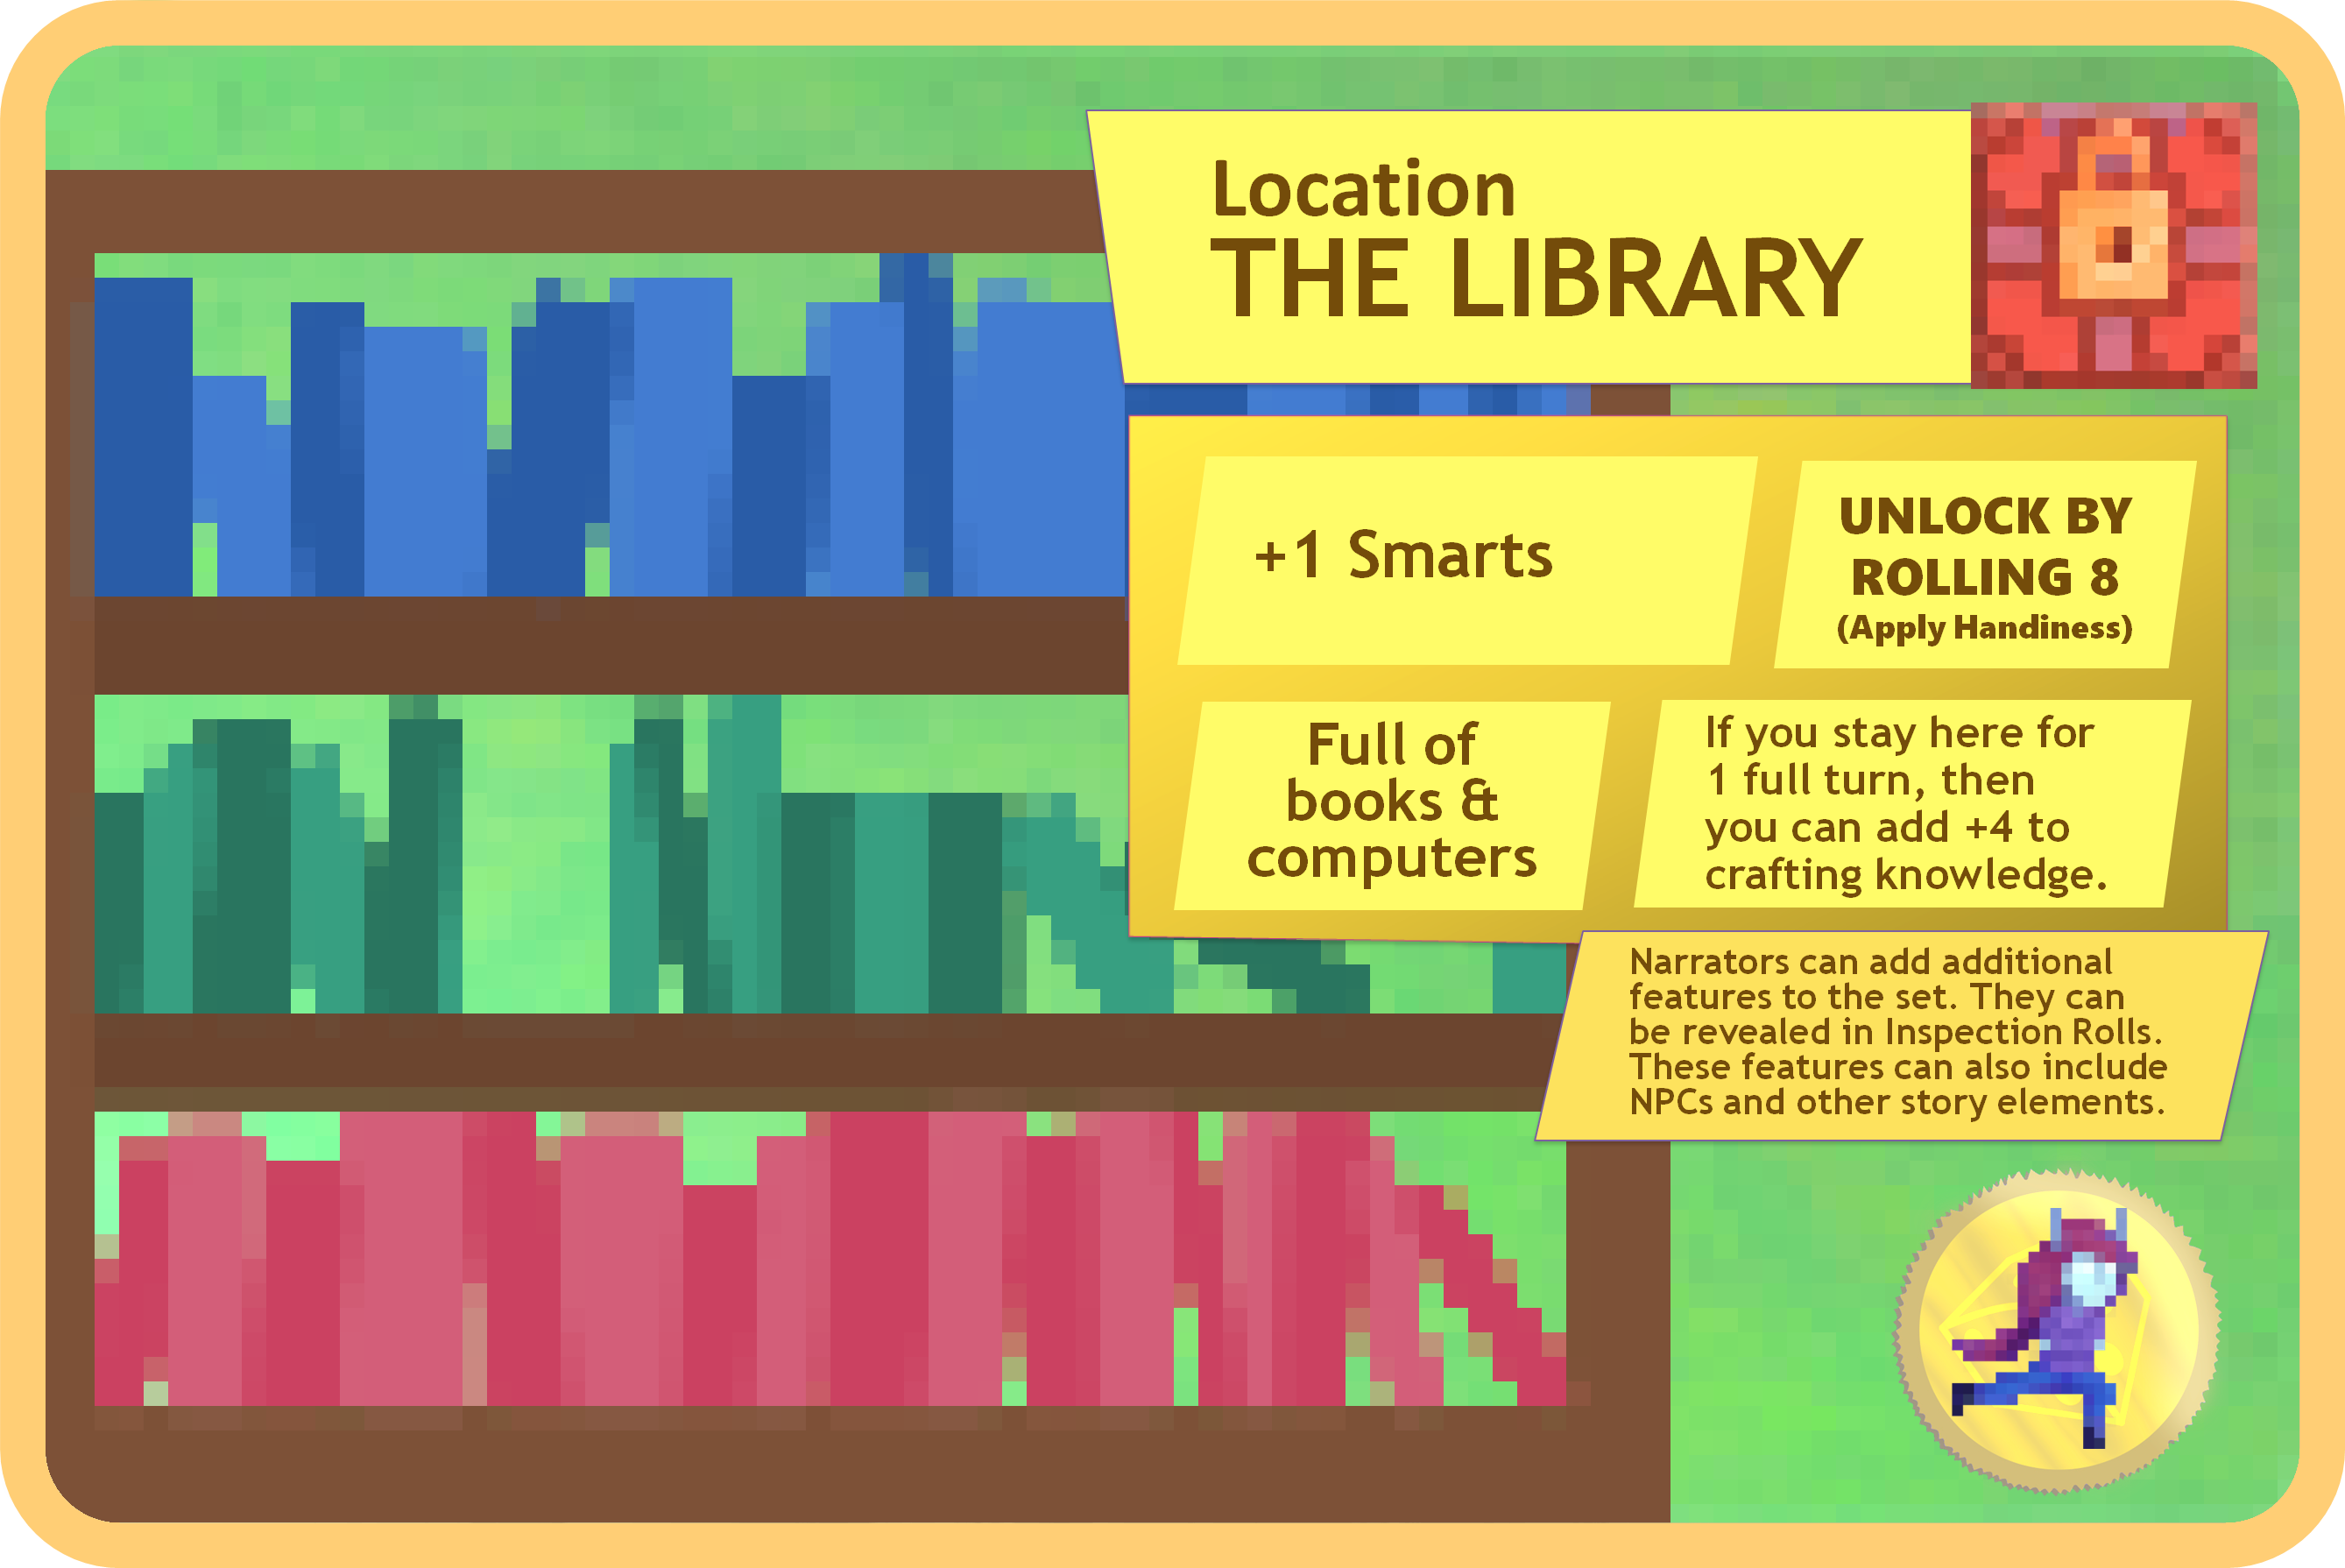 Location
THE LIBRARY
+1 Smarts
UNLOCK BY
ROLLING 8
(Apply Handiness)
Full of
books &
computers
If you stay here for
1 full turn, then
you can add +4 to
crafting knowledge.
Narrators can add additional
features to the set. They can
be revealed in Inspection Rolls.
These features can also include
NPCs and other story elements.